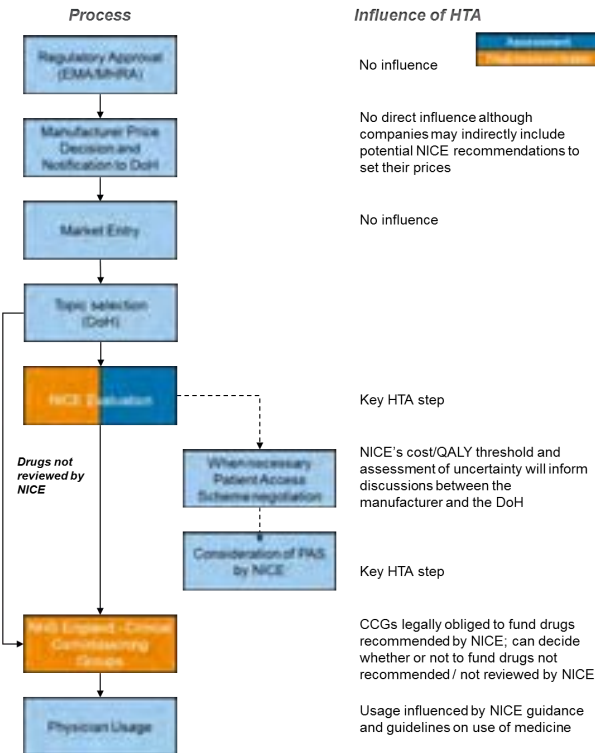 Process
Influence of HTA
Regulatory Approval
(EMA/MHRA)
No influence
Assessment
Manufacturer Price
Decision and
Notification to DoH
No direct influence although
companies may indirectly include
potential NICE recommendations to
set their prices
Market Entry
No influence
Topic selection
(DoH)
NICE Evaluation
Key HTA step
Drugs not
reviewed by
NICE
When necessary
Patient Access
Scheme negotiation
NICE's cost/QALY threshold and
assessment of uncertainty will inform
discussions between the
manufacturer and the DoH
Consideration of PAS
by NICE
Key HTA step
NHS England - Clinical
Commissioning
Groups
CCGs legally obliged to fund drugs
recommended by NICE; can decide
whether or not to fund drugs not
recommended / not reviewed by NICE
Physician Usage
Usage influenced by NICE guidance
and guidelines on use of medicine